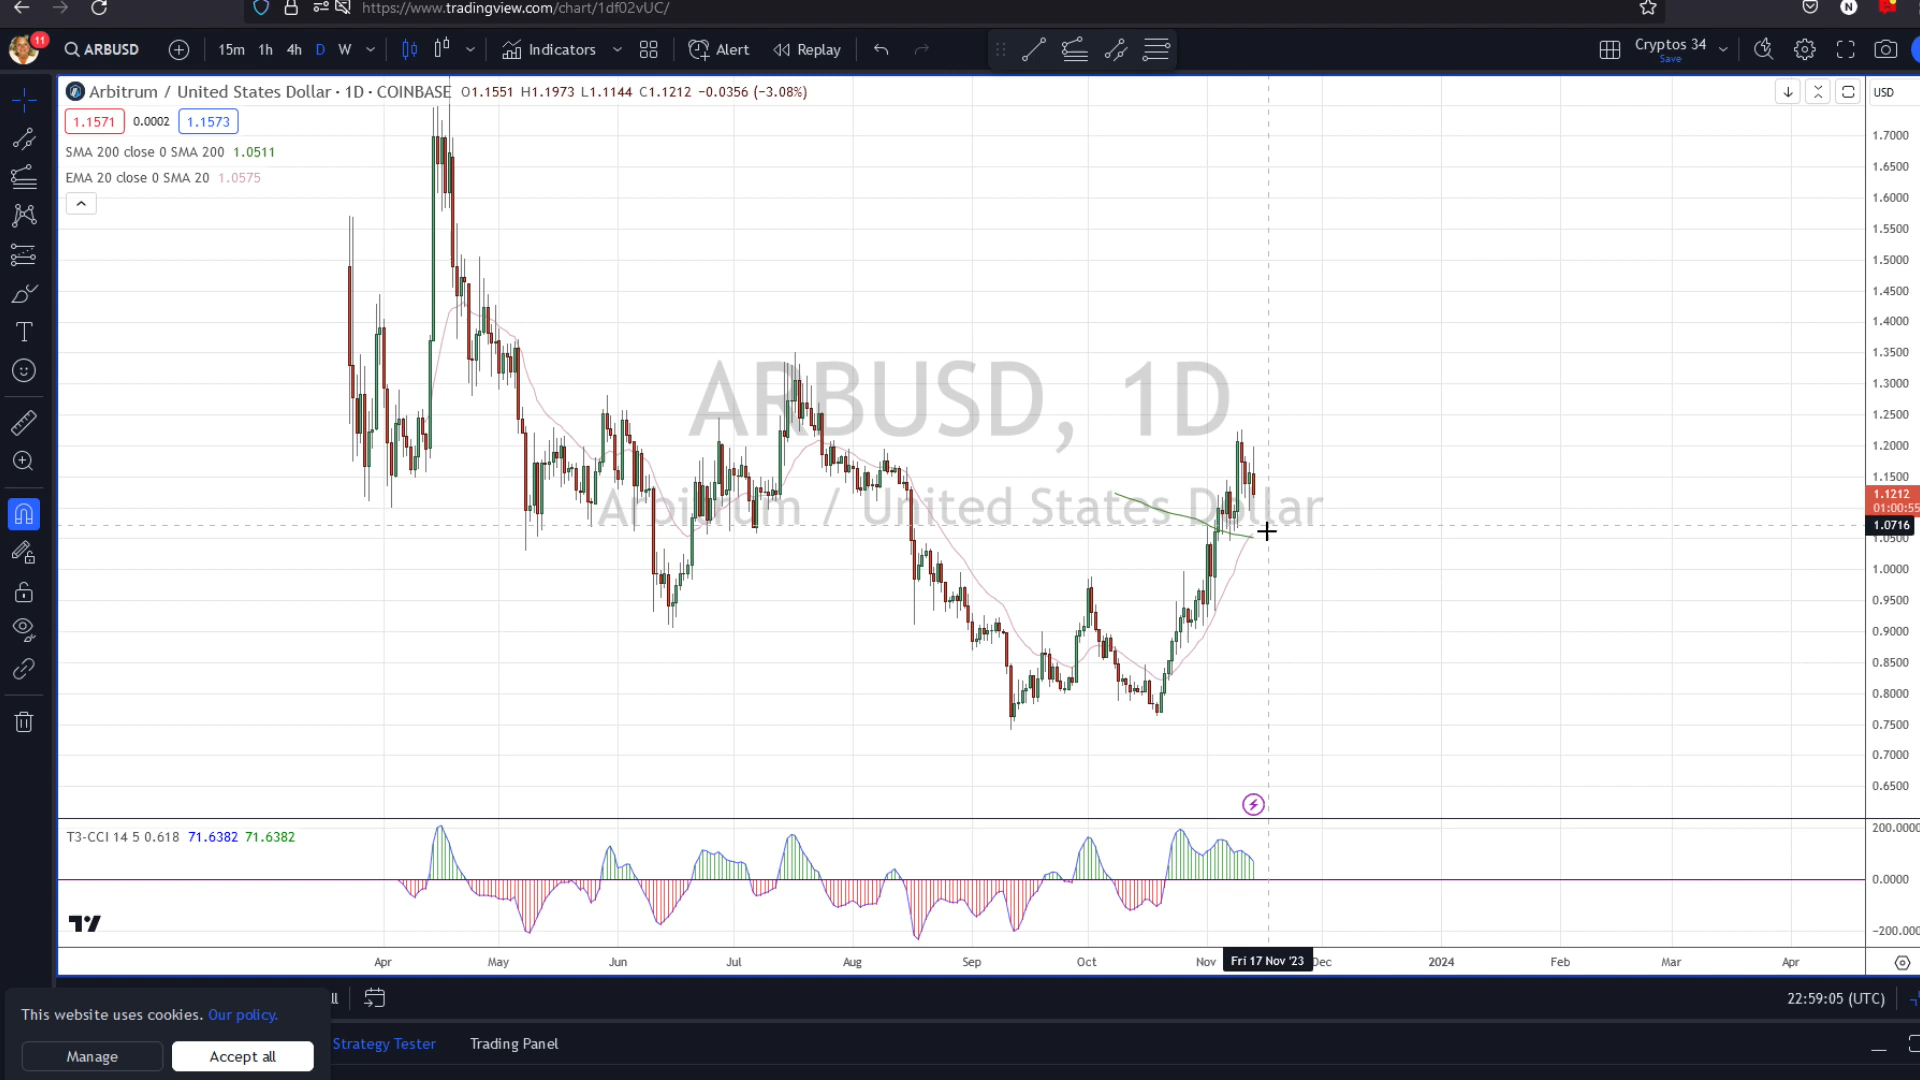 https://www.tradingview.com/chart/1df02vUC/
N
11
ARBUSD
15m 1h 4h D W Indicators Alert Replay
Cryptos 34
Save
Arbitrum / United States Dollar · 1D · COINBASE O1.1551 H1.1973 L1.1144 C1.1212 −0.0356 (−3.08%)
USD
1.1571 0.0002 1.1573
SMA 200 close 0 SMA 200 1.0511
EMA 20 close 0 SMA 20 1.0575
ARBUSD, 1D
Arbitrum / United States Dollar
1.7000
1.6500
1.6000
1.5500
1.5000
1.4500
1.4000
1.3500
1.3000
1.2500
1.2000
1.1500
1.1212
01:00:55
1.0716
1.0500
1.0000
0.9500
0.9000
0.8500
0.8000
0.7500
0.7000
0.6500
T3-CCI 14 5 0.618 71.6382 71.6382
200.000
0.0000
−200.000
Apr May Jun Jul Aug Sep Oct Nov Fri 17 Nov '23 Dec 2024 Feb Mar Apr
22:59:05 (UTC)
This website uses cookies. Our policy.
Manage Accept all
Strategy Tester Trading Panel